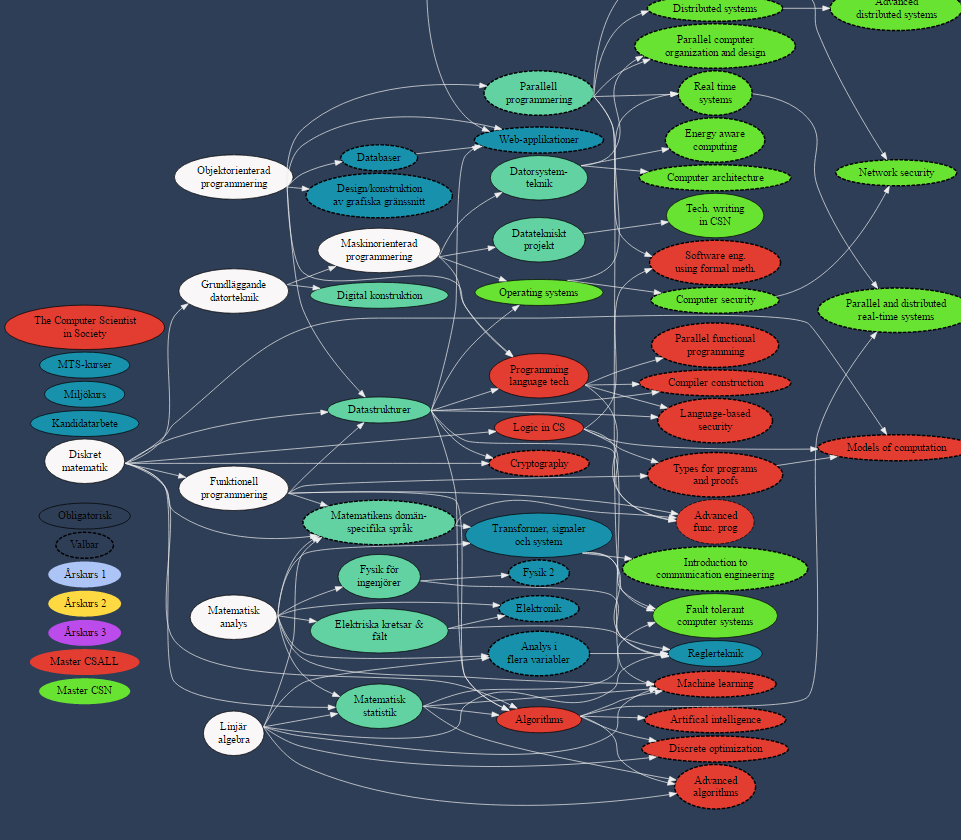 Distributed systems
Advanced
distributed systems
Parallel computer
organization and design
Parallell
programmering
Real time
systems
Web-applikationer
Energy aware
computing
Objektorienterad
programmering
Databaser
Datorsystem-
teknik
Computer architecture
Network security
Design/konstruktion
av grafiska gränssnitt
Tech. writing
in CSN
Maskinorienterad
programmering
Datatekniskt
projekt
Software eng.
using formal meth.
Grundläggande
datorteknik
Digital konstruktion
Operating systems
Computer security
Parallel and distributed
real-time systems
The Computer Scientist
in Society
Parallel functional
programming
MTS-kurser
Programming
language tech
Compiler construction
Miljökurs
Datastrukturer
Language-based
security
Kandidatarbete
Logic in CS
Models of computation
Diskret
matematik
Cryptography
Types for programs
and proofs
Funktionell
programmering
Obligatorisk
Matematikens domän-
specifika språk
Advanced
func. prog
Valbar
Transformer, signaler
och system
Årskurs 1
Fysik för
ingenjörer
Fysik 2
Introduction to
communication engineering
Årskurs 2
Matematisk
analys
Elektronik
Fault tolerant
computer systems
Årskurs 3
Elektriska kretsar &
fält
Analys i
flera variabler
Reglerteknik
Master CSALL
Machine learning
Master CSN
Matematisk
statistik
Algorithms
Artifical intelligence
Linjär
algebra
Discrete optimization
Advanced
algorithms